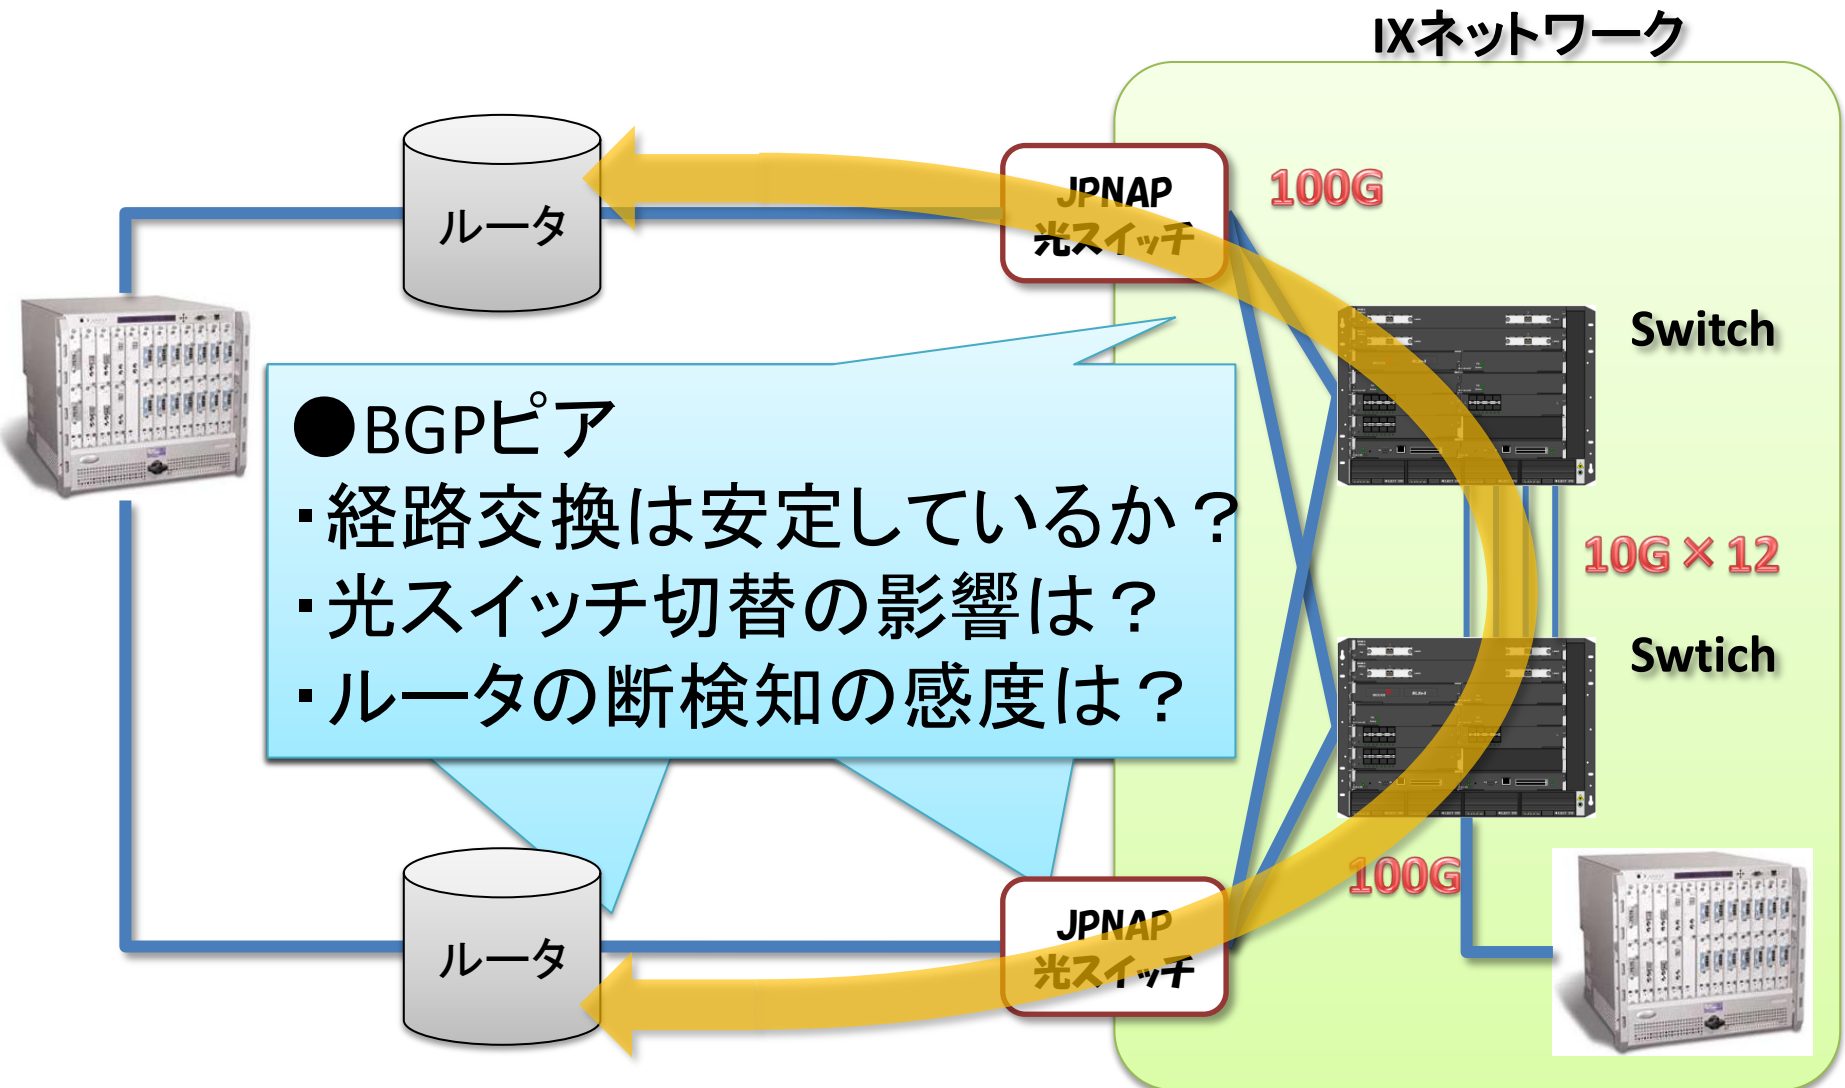 IXネットワーク
ルータ
JPNAP
光スイッチ
100G
Switch
●BGPピア
・経路交換は安定しているか？
・光スイッチ切替の影響は？
・ルータの断検知の感度は？
10G×12
Swtich
100G
ルータ
JPNAP
光スイッチ